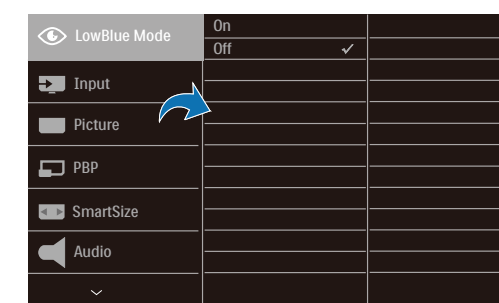 LowBlue Mode
On
Off
Input
Picture
PBP
SmartSize
Audio